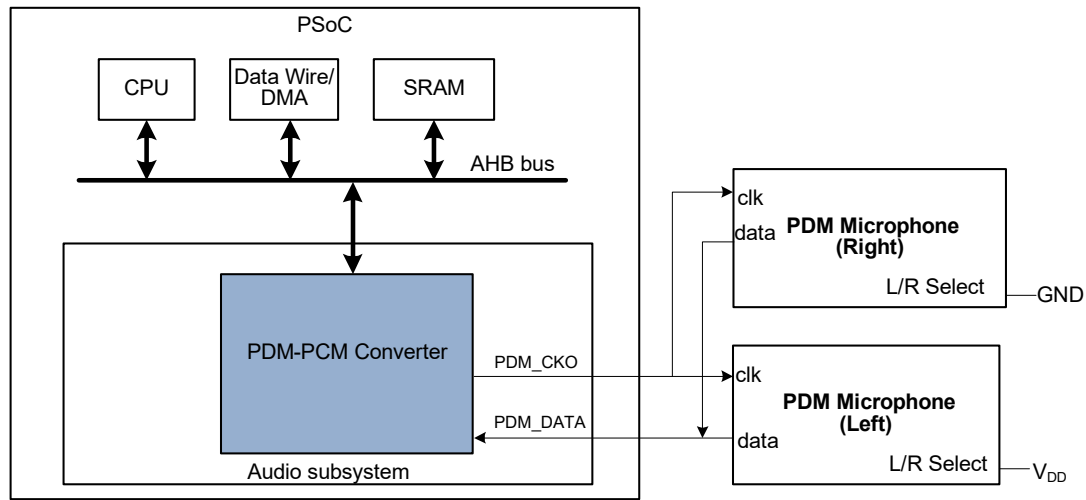 PSoC
CPU
Data Wire/
DMA
SRAM
AHB bus
clk
data
PDM Microphone
(Right)
L/R Select
GND
PDM-PCM Converter
PDM_CKO
PDM_DATA
Audio subsystem
clk
data
PDM Microphone
(Left)
L/R Select
VDD